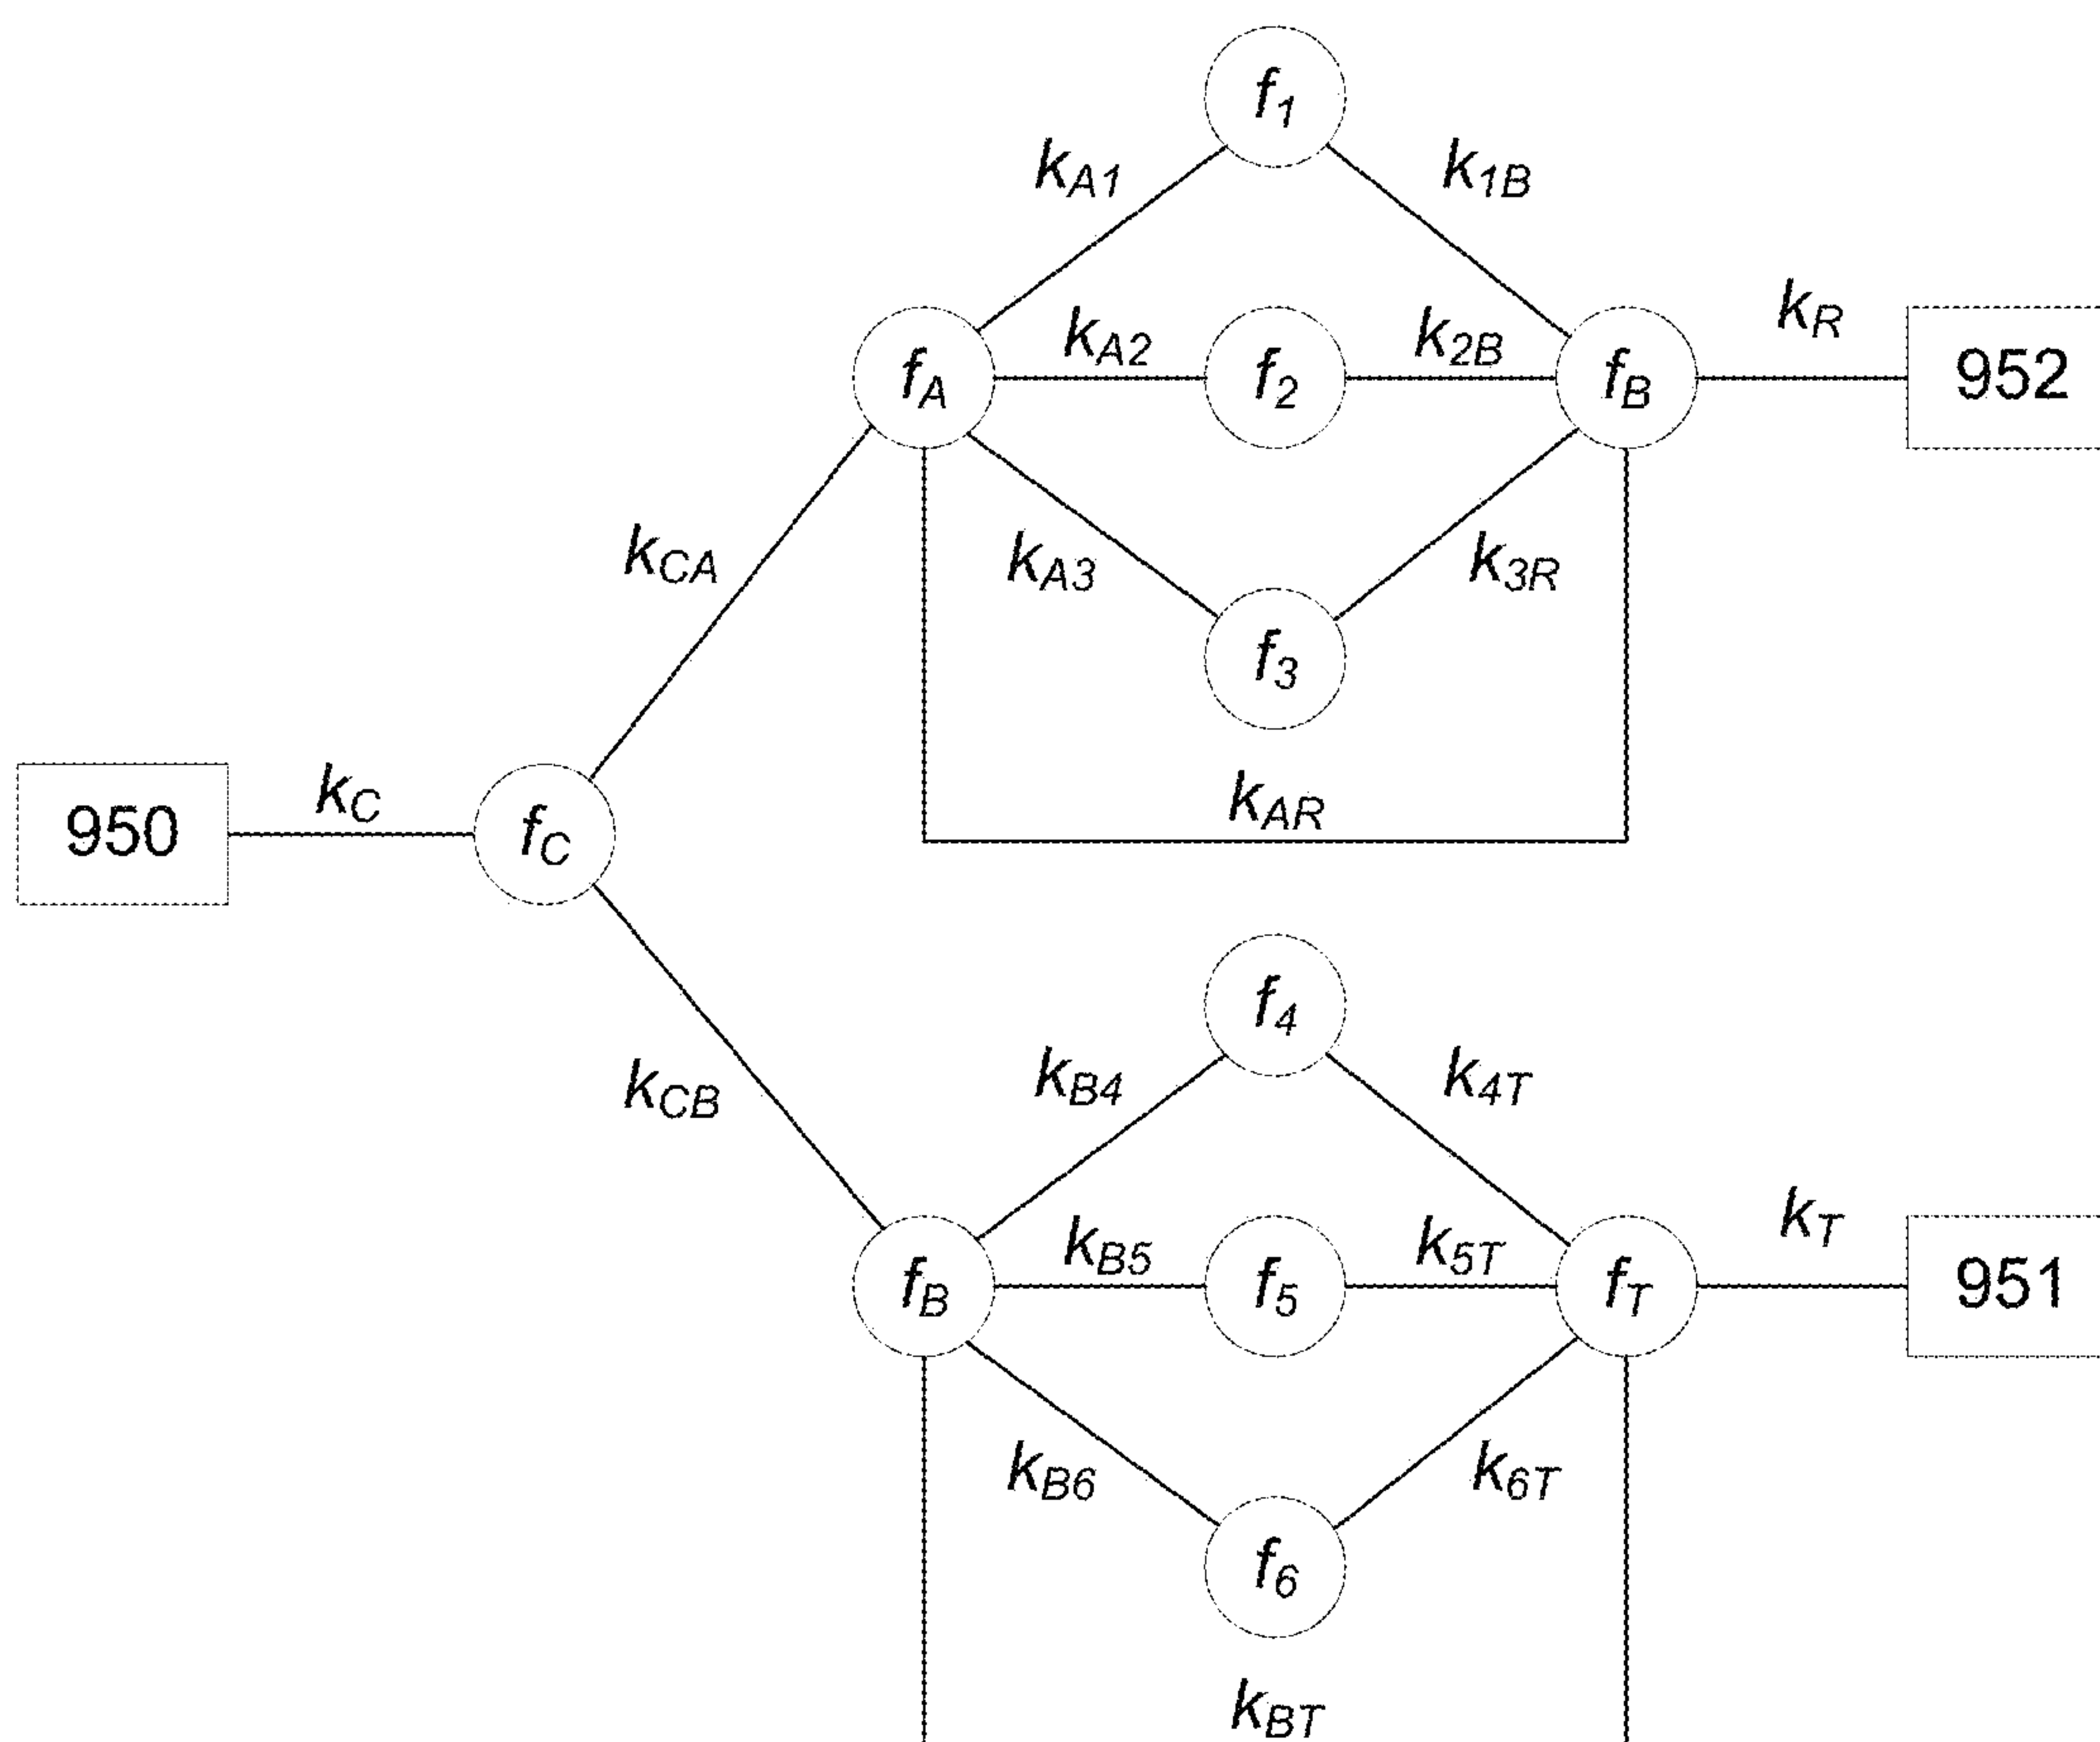 f1
kA1
k1B
kR
kA2
k2B
fA
f2
fB
952
kCA
kA3
k3R
f3
kC
kAR
950
fC
f4
kCB
kB4
k4T
kT
kB5
k5T
fB
f5
fT
951
kB6
k6T
f6
kBT